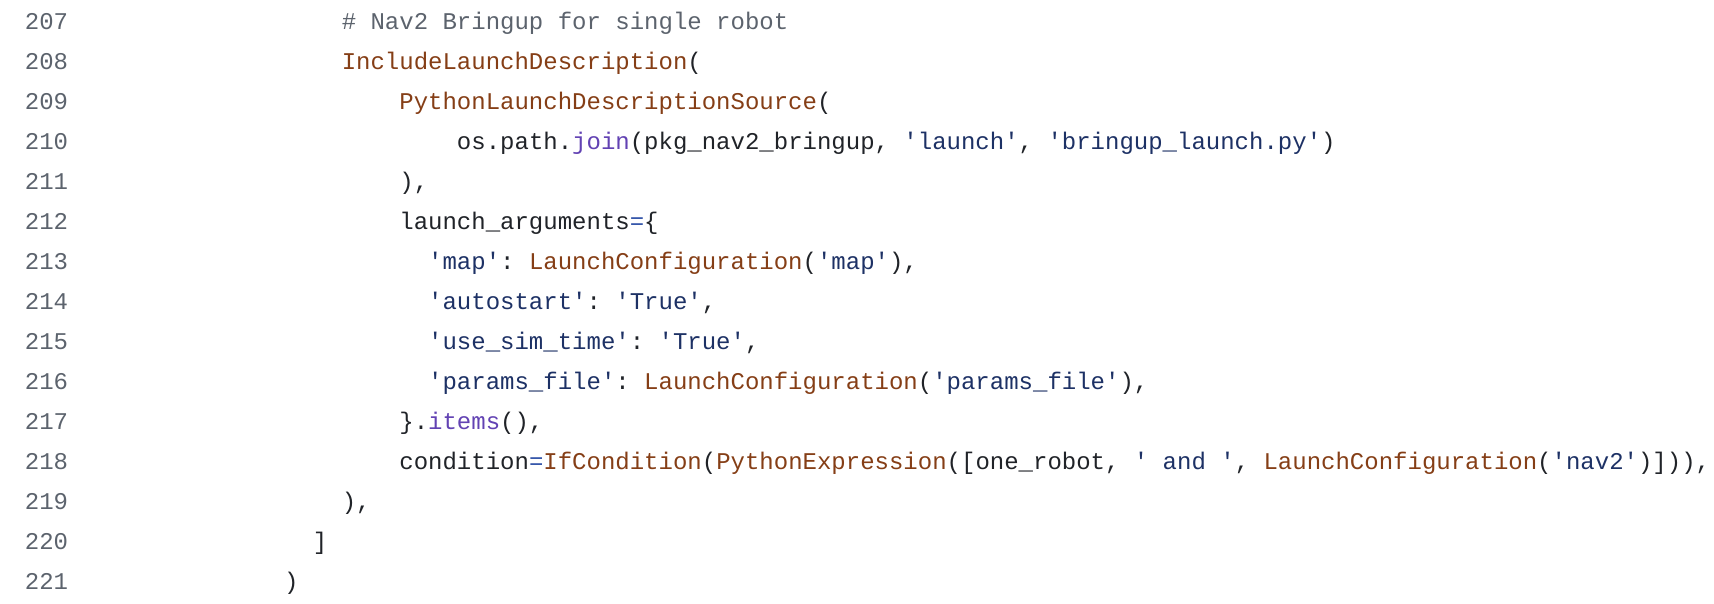 207                   # Nav2 Bringup for single robot
208                   IncludeLaunchDescription(
209                       PythonLaunchDescriptionSource(
210                           os.path.join(pkg_nav2_bringup, 'launch', 'bringup_launch.py')
211                       ),
212                       launch_arguments={
213                         'map': LaunchConfiguration('map'),
214                         'autostart': 'True',
215                         'use_sim_time': 'True',
216                         'params_file': LaunchConfiguration('params_file'),
217                       }.items(),
218                       condition=IfCondition(PythonExpression([one_robot, ' and ', LaunchConfiguration('nav2')])),
219                   ),
220                 ]
221               )